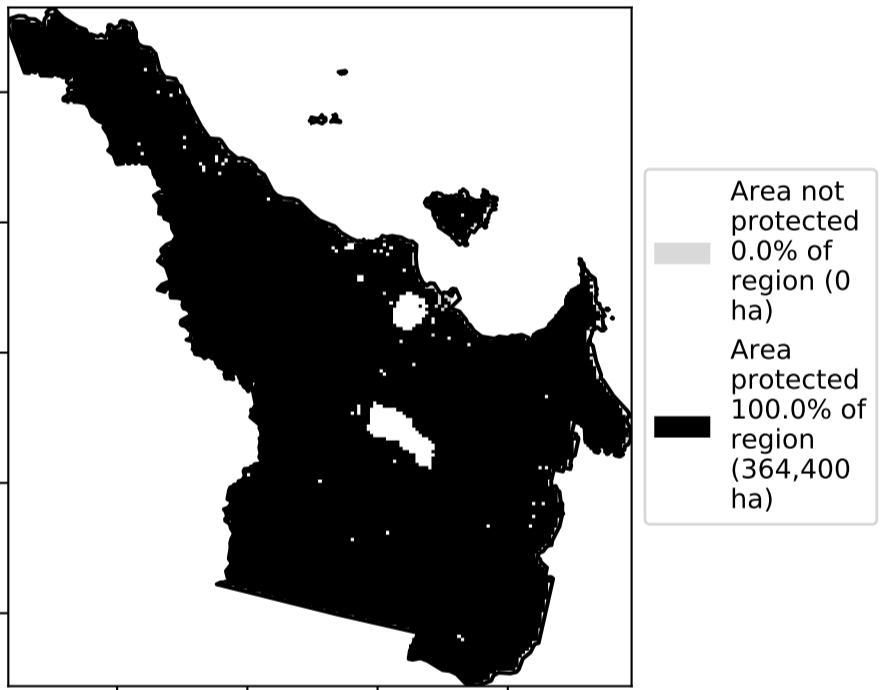 Area not
protected
0.0% of
region (0
ha)
Area
protected
100.0% of
region
(364,400
ha)